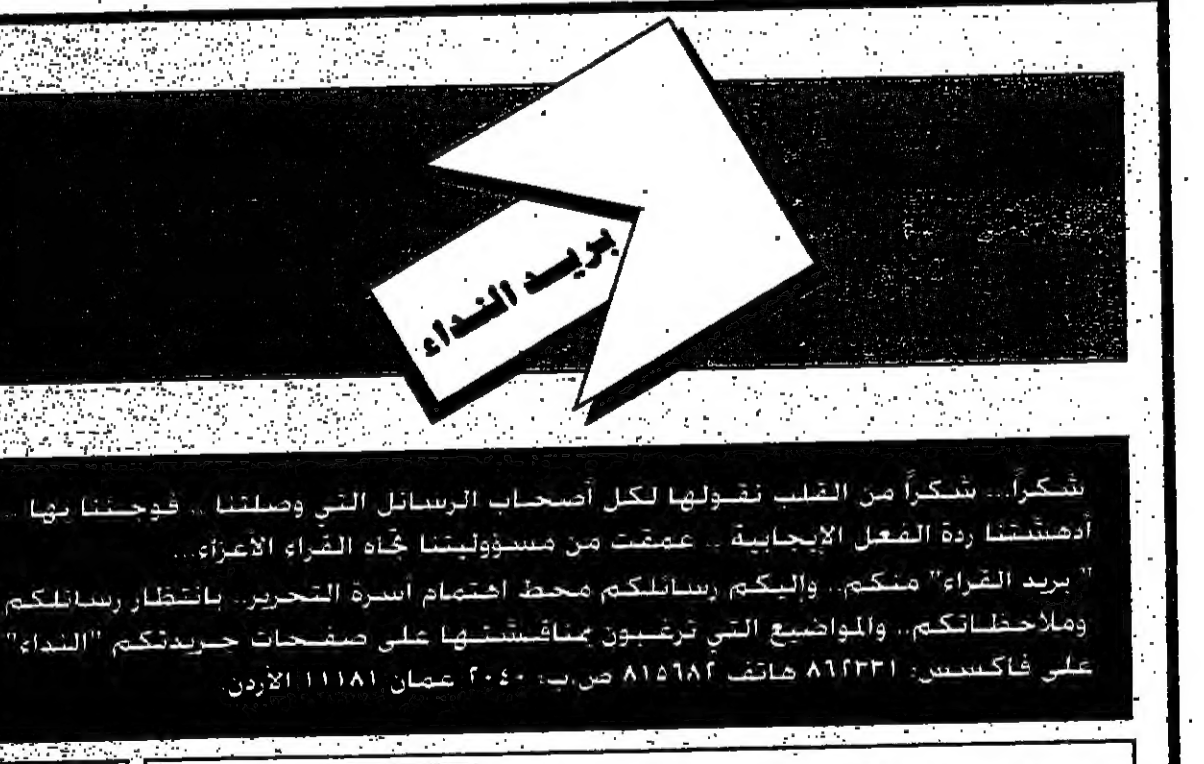 بريد النداء
شكراً... شكراً من القلب نقولها لكل أصحاب الرسائل التي وصلتنا .. فوجئنا بها ..
أدهشتنا ردة الفعل الإيجابية .. عمقت من مسؤوليتنا تجاه القراء الأعزاء...
"بريد القراء" منكم.. وإليكم رسائلكم محط اهتمام أسرة التحرير.. بانتظار رسائلكم
وملاحظاتكم.. والمواضيع التي ترغبون بمناقشتها على صفحات جريدتكم "النداء"
على فاكسس: ٨٦٢٣٣١ هاتف ٨١٥٦٨٢ ص.ب: ٢٠٤٠ عمان ١١١٨١ الأردن.